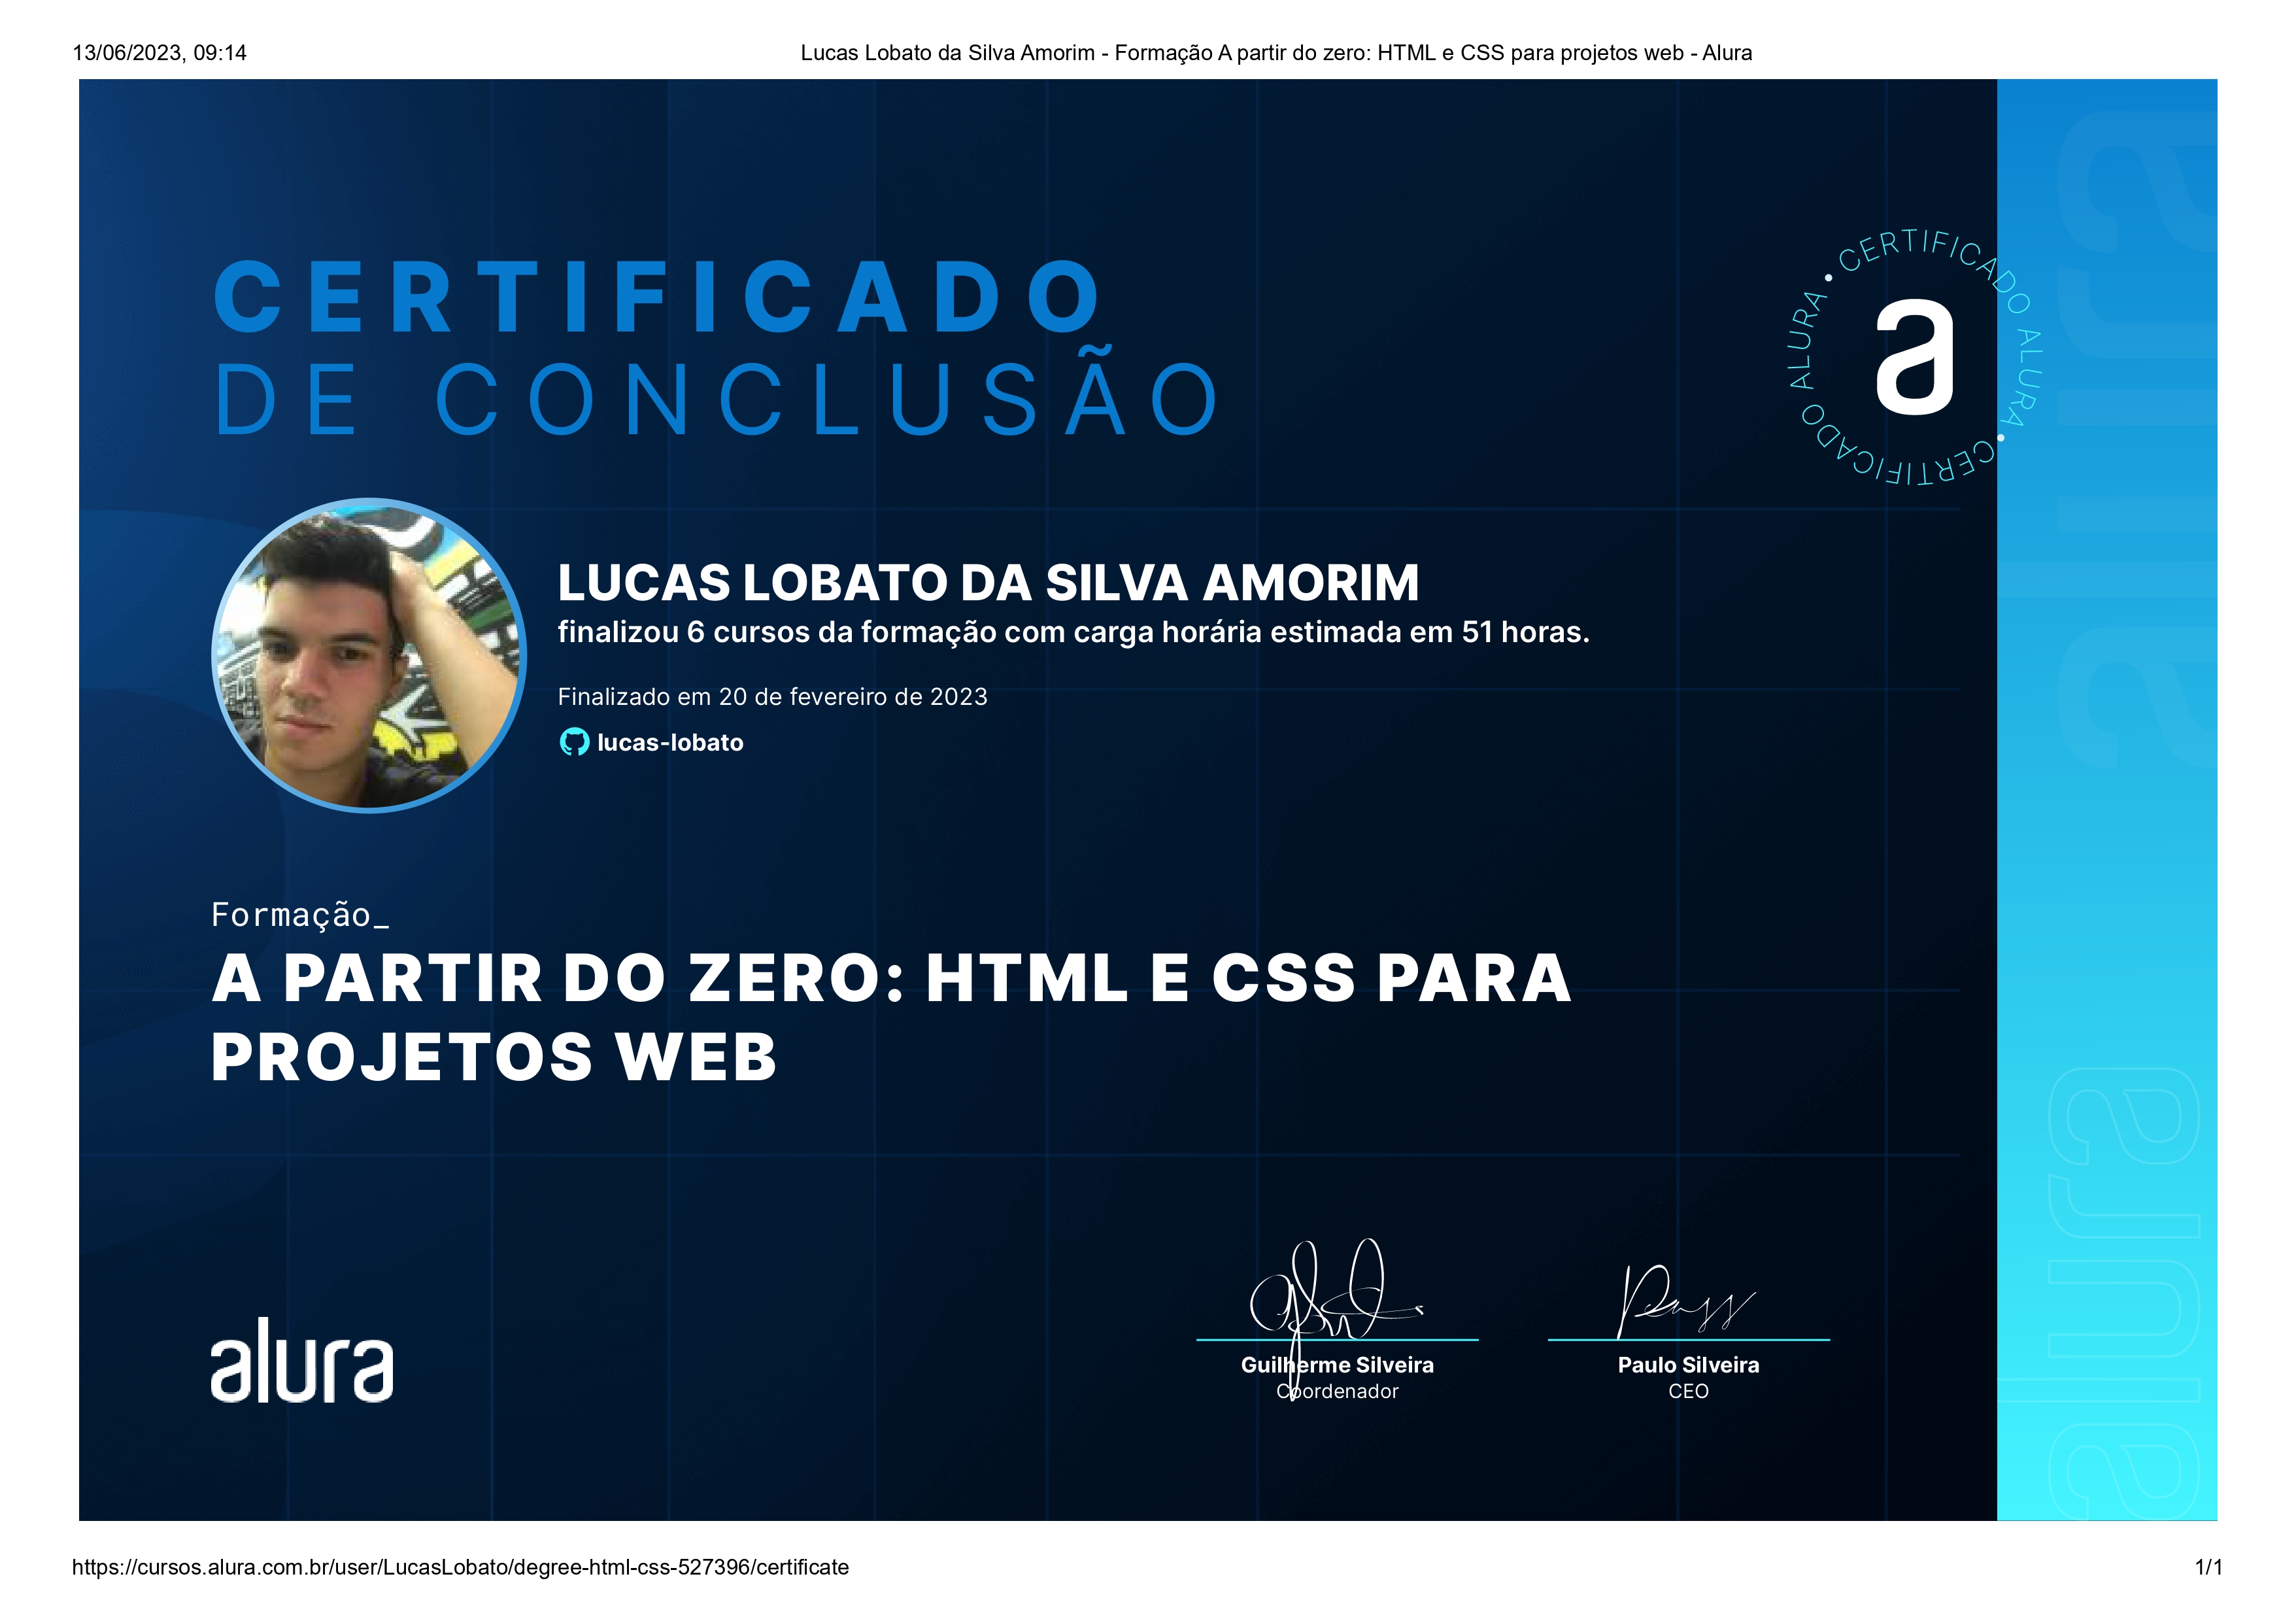 13/06/2023, 09:14
Lucas Lobato da Silva Amorim - Formação A partir do zero: HTML e CSS para projetos web - Alura
CERTIFICADO
DE CONCLUSÃO
• CERTIFICADO ALURA • CERTIFICADO ALURA
a
LUCAS LOBATO DA SILVA AMORIM
finalizou 6 cursos da formação com carga horária estimada em 51 horas.
Finalizado em 20 de fevereiro de 2023
lucas-lobato
Formação_
A PARTIR DO ZERO: HTML E CSS PARA
PROJETOS WEB
alura
Guilherme Silveira
Coordenador
Paulo Silveira
CEO
alura
alura
https://cursos.alura.com.br/user/LucasLobato/degree-html-css-527396/certificate
1/1